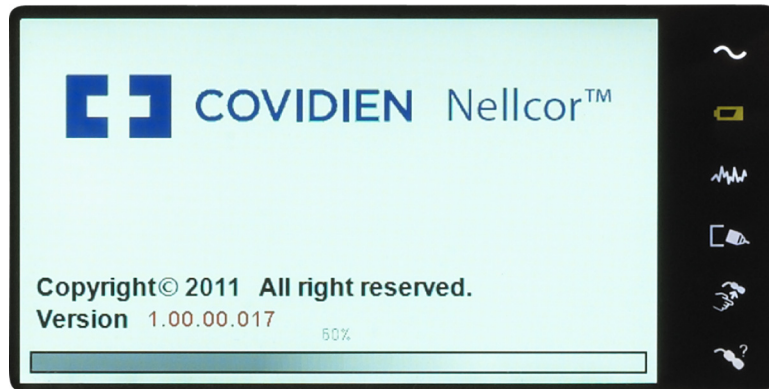 COVIDIEN Nellcor™
Copyright© 2011 All right reserved.
Version 1.00.00.017
60%
?